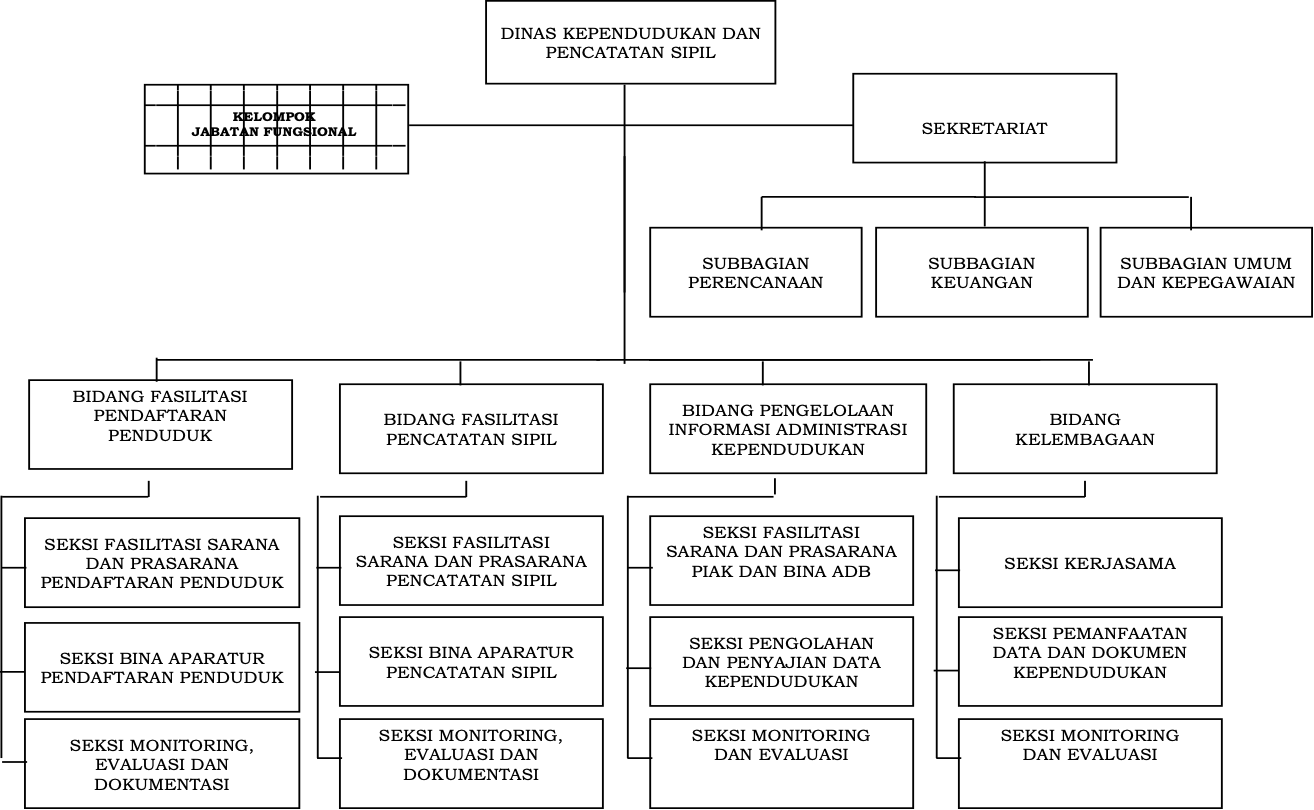 DINAS KEPENDUDUKAN DAN
PENCATATAN SIPIL
KELOMPOK
JABATAN FUNGSIONAL
SEKRETARIAT
SUBBAGIAN
PERENCANAAN
SUBBAGIAN
KEUANGAN
SUBBAGIAN UMUM
DAN KEPEGAWAIAN
BIDANG FASILITASI
PENDAFTARAN
PENDUDUK
BIDANG FASILITASI
PENCATATAN SIPIL
BIDANG PENGELOLAAN
INFORMASI ADMINISTRASI
KEPENDUDUKAN
BIDANG
KELEMBAGAAN
SEKSI FASILITASI SARANA
DAN PRASARANA
PENDAFTARAN PENDUDUK
SEKSI FASILITASI
SARANA DAN PRASARANA
PENCATATAN SIPIL
SEKSI FASILITASI
SARANA DAN PRASARANA
PIAK DAN BINA ADB
SEKSI KERJASAMA
SEKSI BINA APARATUR
PENDAFTARAN PENDUDUK
SEKSI BINA APARATUR
PENCATATAN SIPIL
SEKSI PENGOLAHAN
DAN PENYAJIAN DATA
KEPENDUDUKAN
SEKSI PEMANFAATAN
DATA DAN DOKUMEN
KEPENDUDUKAN
SEKSI MONITORING,
EVALUASI DAN
DOKUMENTASI
SEKSI MONITORING,
EVALUASI DAN
DOKUMENTASI
SEKSI MONITORING
DAN EVALUASI
SEKSI MONITORING
DAN EVALUASI